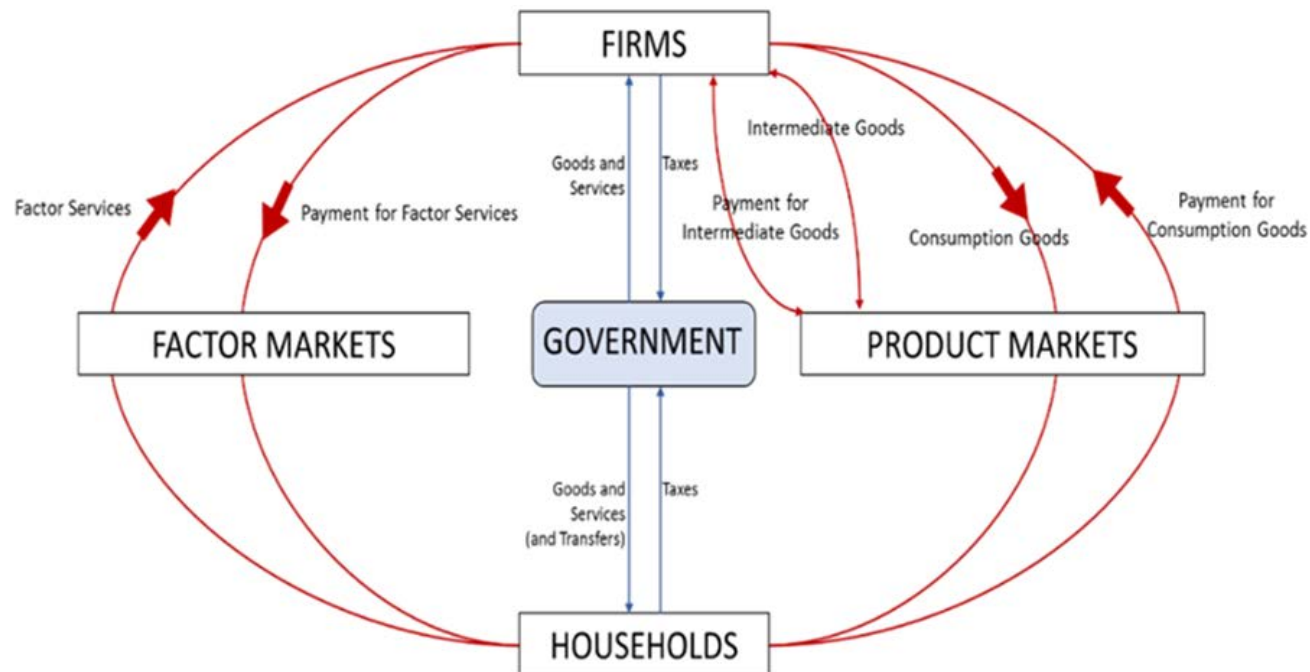 FIRMS
Intermediate Goods
Goods and
Services
Taxes
Factor Services
Payment for Factor Services
Payment for
Intermediate Goods
Consumption Goods
Payment for
Consumption Goods
FACTOR MARKETS
GOVERNMENT
PRODUCT MARKETS
Goods and
Services
(and Transfers)
Taxes
HOUSEHOLDS